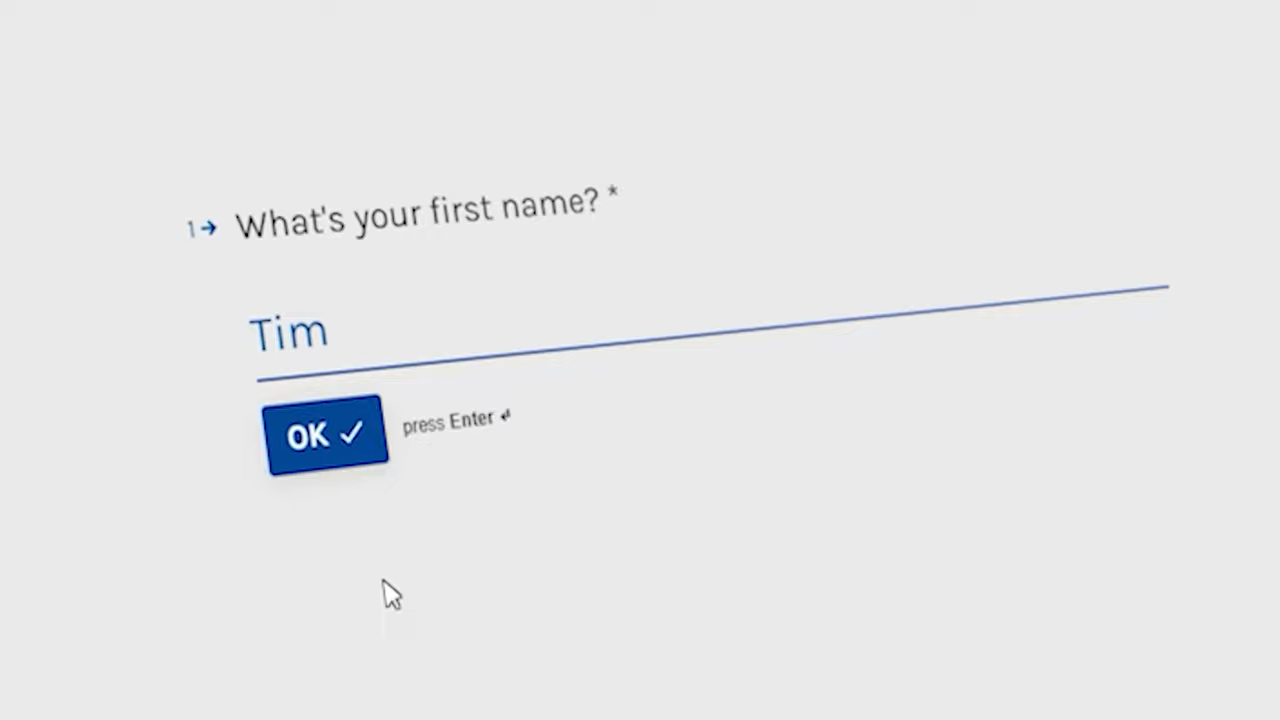 1→ What's your first name? *
Tim
OK ✓ press Enter ↵